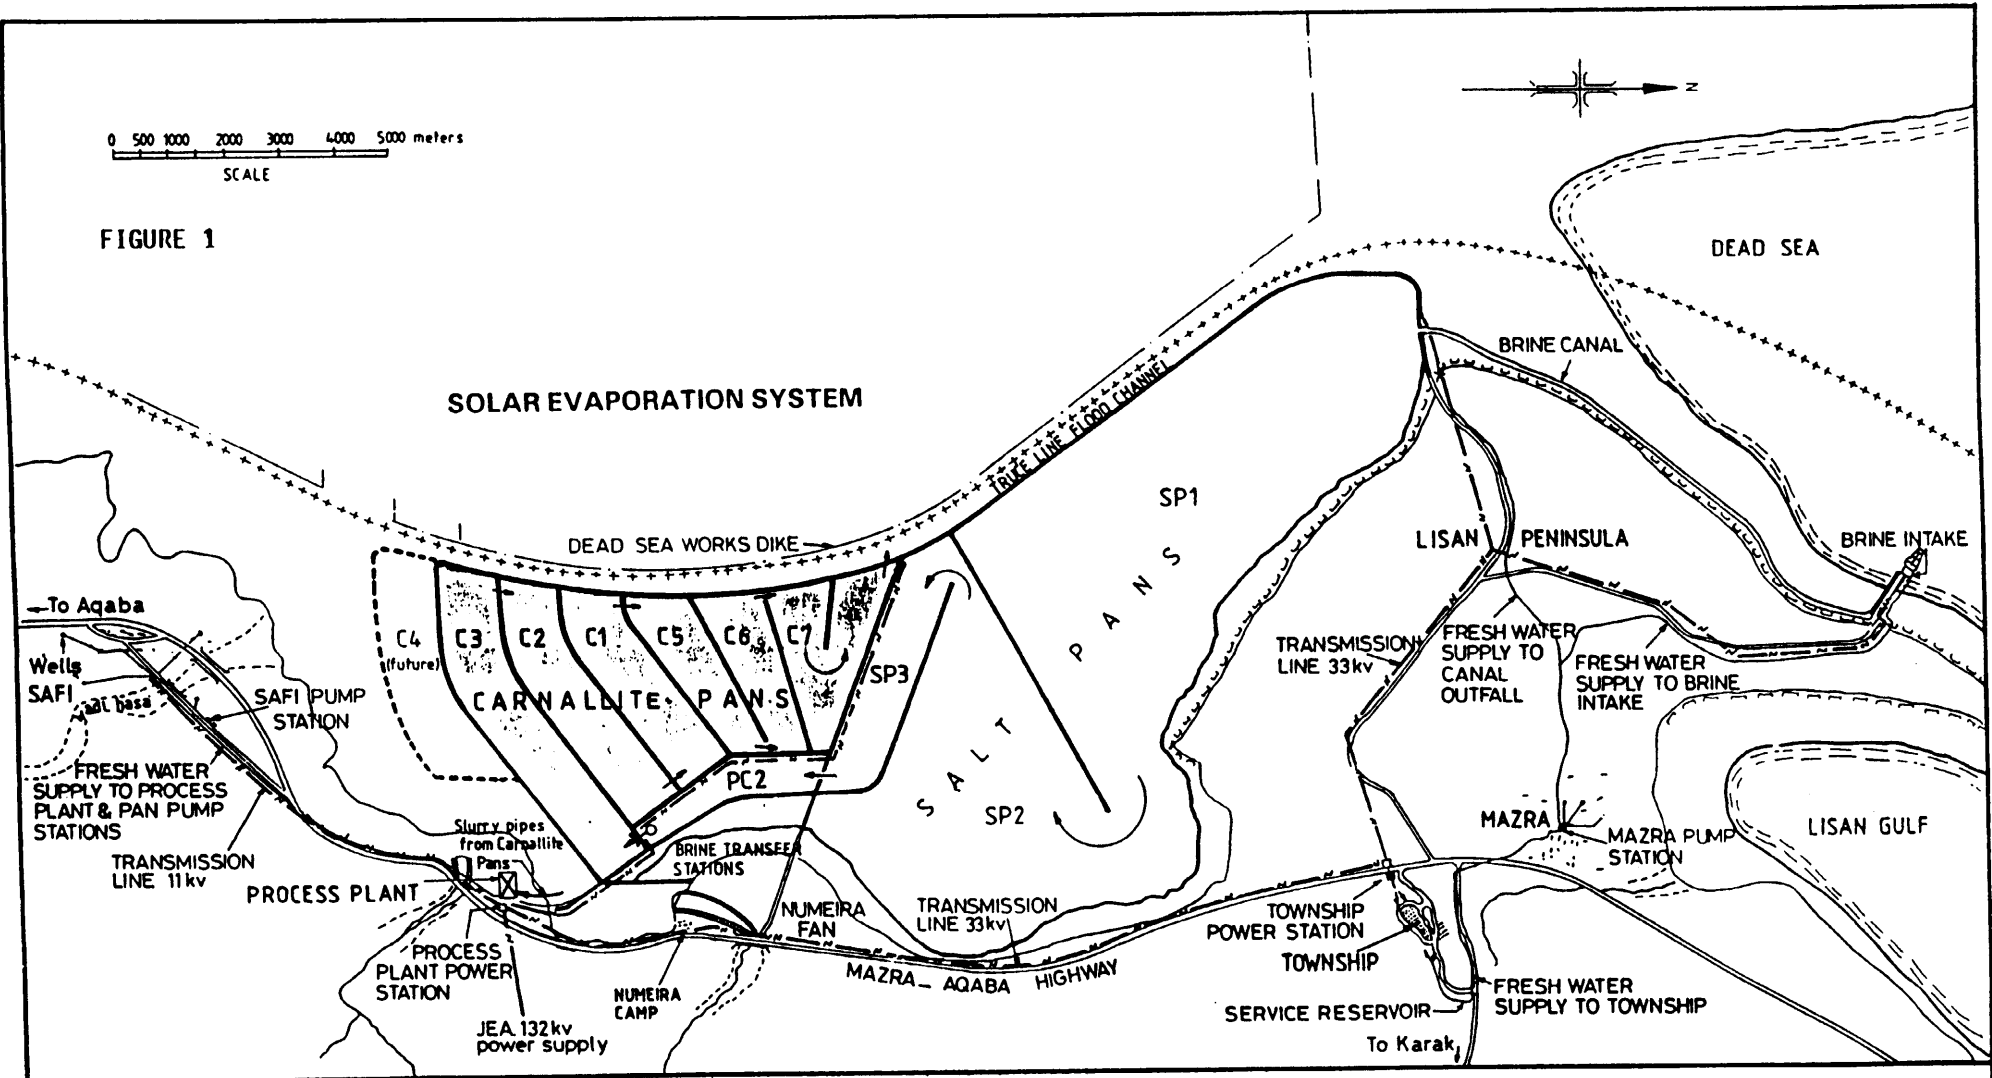 N
0 500 1000 2000 3000 4000 5000 meters
SCALE
FIGURE 1
DEAD SEA
SOLAR EVAPORATION SYSTEM
BRINE CANAL
TRUCE LINE FLOOD CHANNEL
SP1
DEAD SEA WORKS DIKE
LISAN PENINSULA
BRINE INTAKE
To Aqaba
C4
(future)
C3
C2
C1
C5
C6
C7
SP3
CARNALLITE PANS
SALT PANS
Wells
SAFI
SAFI PUMP
STATION
TRANSMISSION
LINE 33kv
FRESH WATER
SUPPLY TO
CANAL
OUTFALL
FRESH WATER
SUPPLY TO BRINE
INTAKE
FRESH WATER
SUPPLY TO PROCESS
PLANT & PAN PUMP
STATIONS
PC2
SP2
TRANSMISSION
LINE 11kv
Slurry pipes
from Carnallite
Pans
BRINE TRANSFER
STATIONS
MAZRA
MAZRA PUMP
STATION
LISAN GULF
PROCESS PLANT
NUMEIRA
FAN
TRANSMISSION
LINE 33kv
TOWNSHIP
POWER STATION
TOWNSHIP
PROCESS
PLANT POWER
STATION
NUMEIRA
CAMP
MAZRA - AQABA HIGHWAY
FRESH WATER
SUPPLY TO TOWNSHIP
SERVICE RESERVOIR
JEA. 132kv
power supply
To Karak